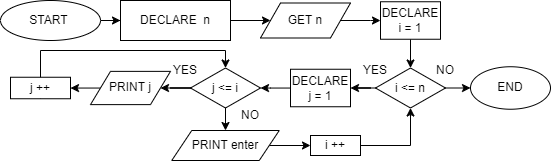 START
DECLARE n
GET n
DECLARE
i = 1
YES
YES
NO
j ++
PRINT j
j <= i
DECLARE
j = 1
i <= n
END
NO
PRINT enter
i ++